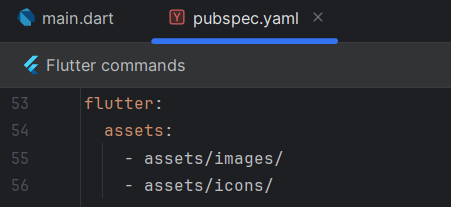 main.dart pubspec.yaml
Flutter commands
53 flutter:
54 assets:
55 - assets/images/
56 - assets/icons/